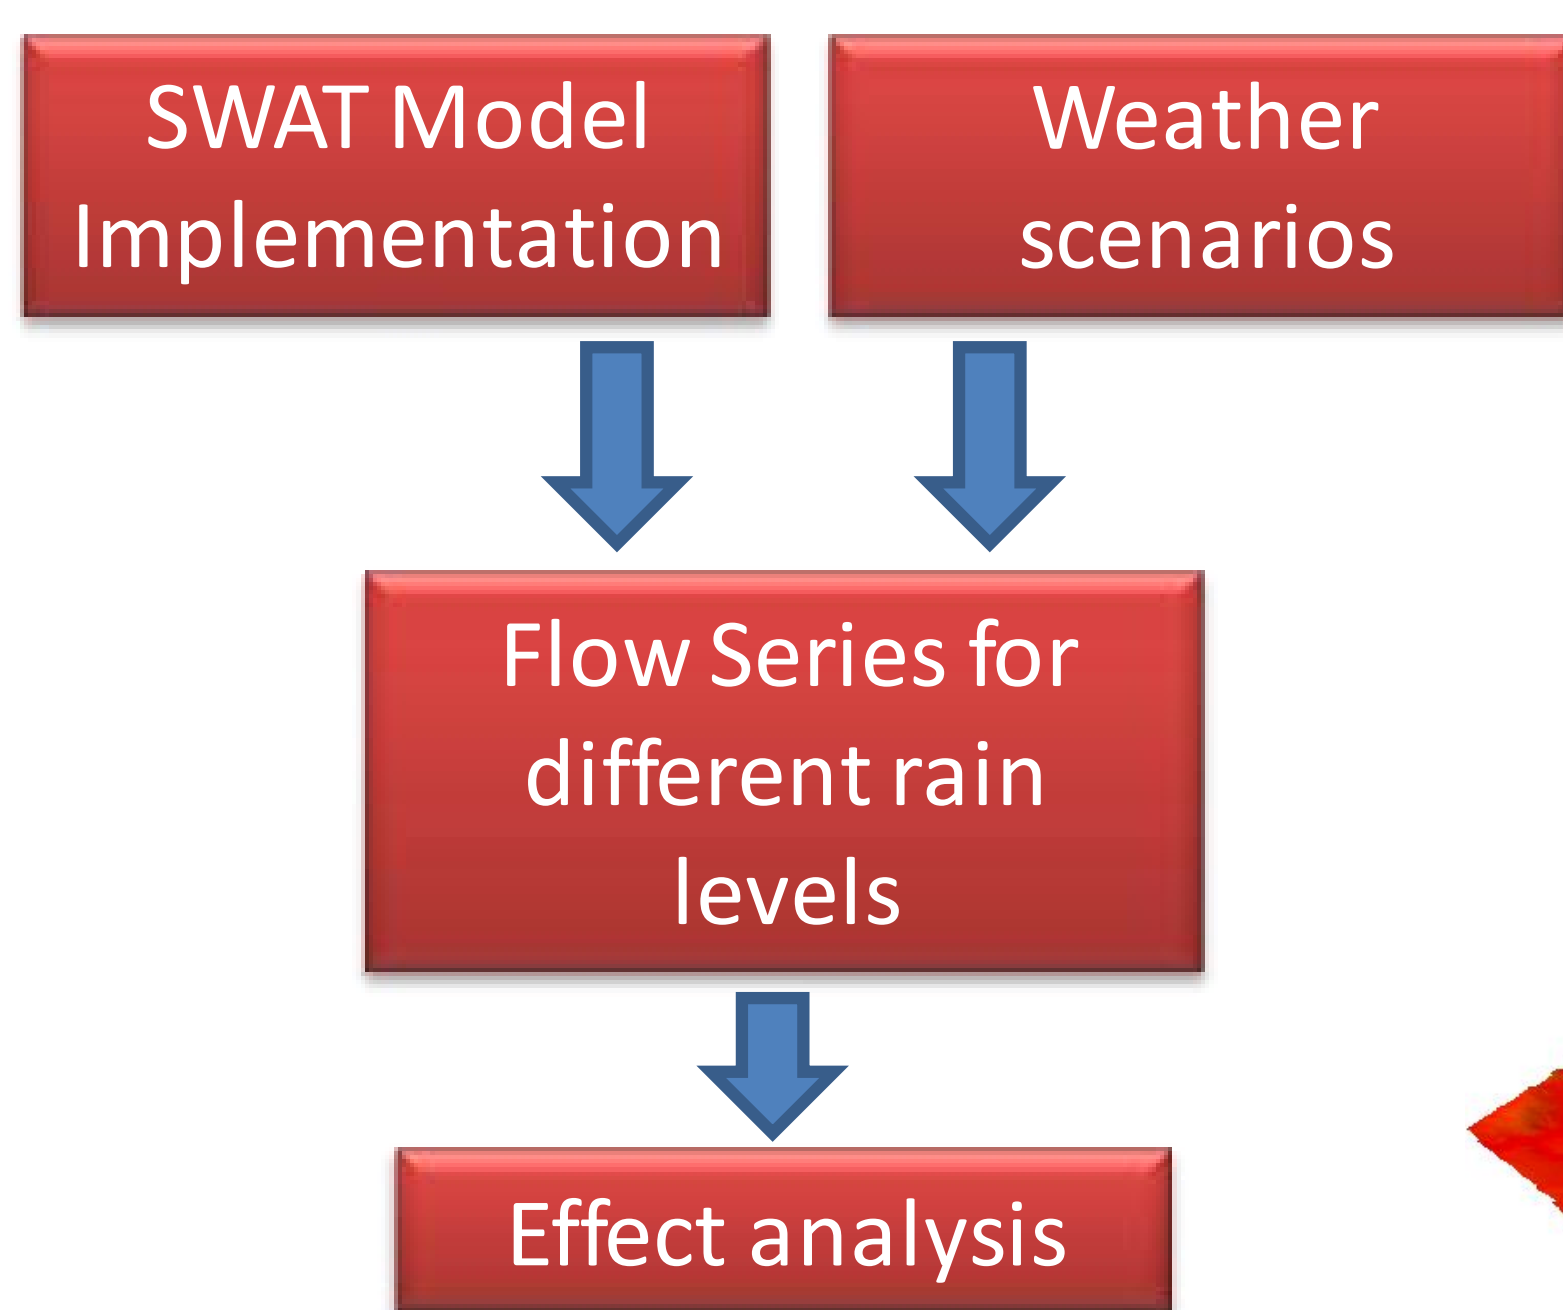 SWAT Model
Implementation
Weather
scenarios
Flow Series for
different rain
levels
Effect analysis